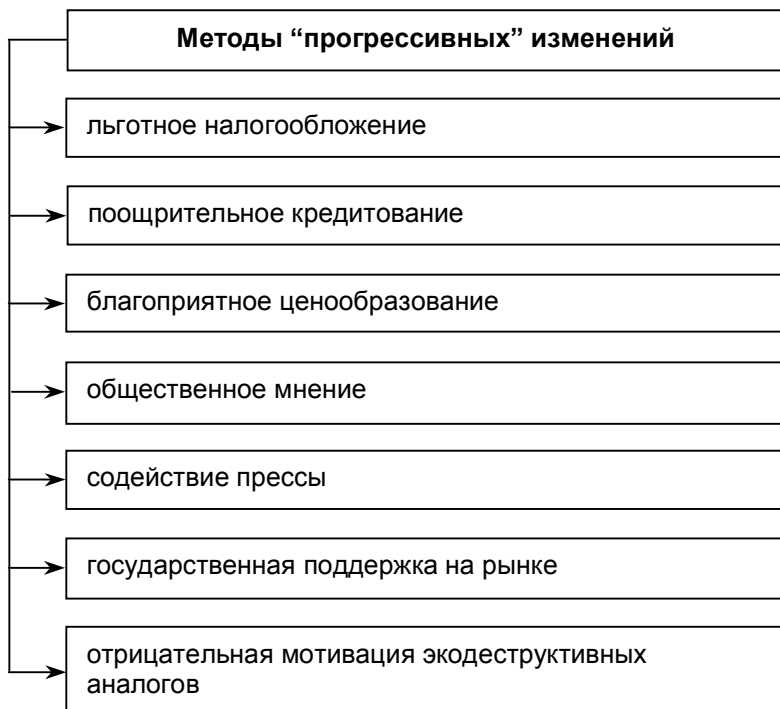 Методы “прогрессивных” изменений
льготное налогообложение
поощрительное кредитование
благоприятное ценообразование
общественное мнение
содействие прессы
государственная поддержка на рынке
отрицательная мотивация экодеструктивных
аналогов